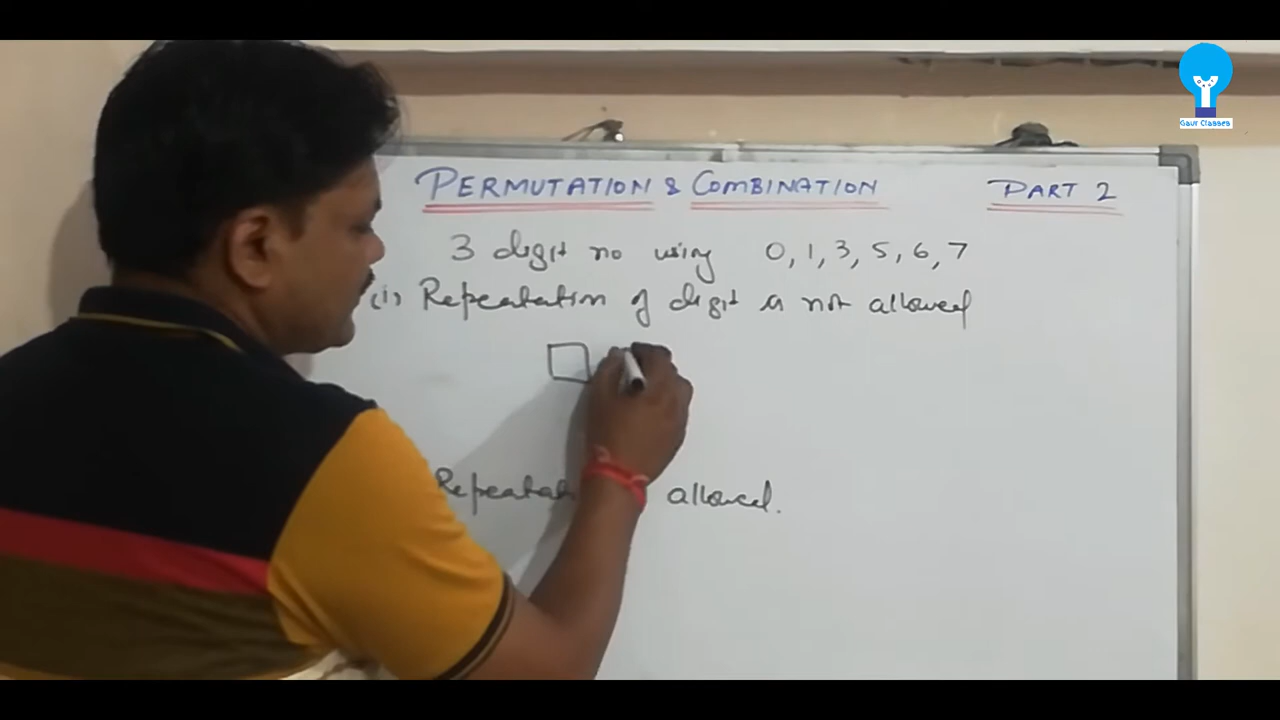 Gaur Classes
PERMUTATION & COMBINATION PART 2
3 digit no using 0, 1, 3, 5, 6, 7
(i) Repeatation of digit is not allowed
allowed.